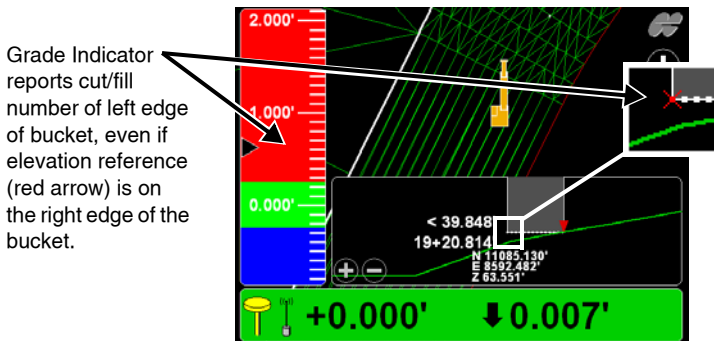 Grade Indicator
reports cut/fill
number of left edge
of bucket, even if
elevation reference
(red arrow) is on
the right edge of the
bucket.
2.000'
1.000'
0.000'
< 39.848'
19+20.814'
N 11085.130'
E 8592.482'
Z 63.551'
+0.000' 0.007'